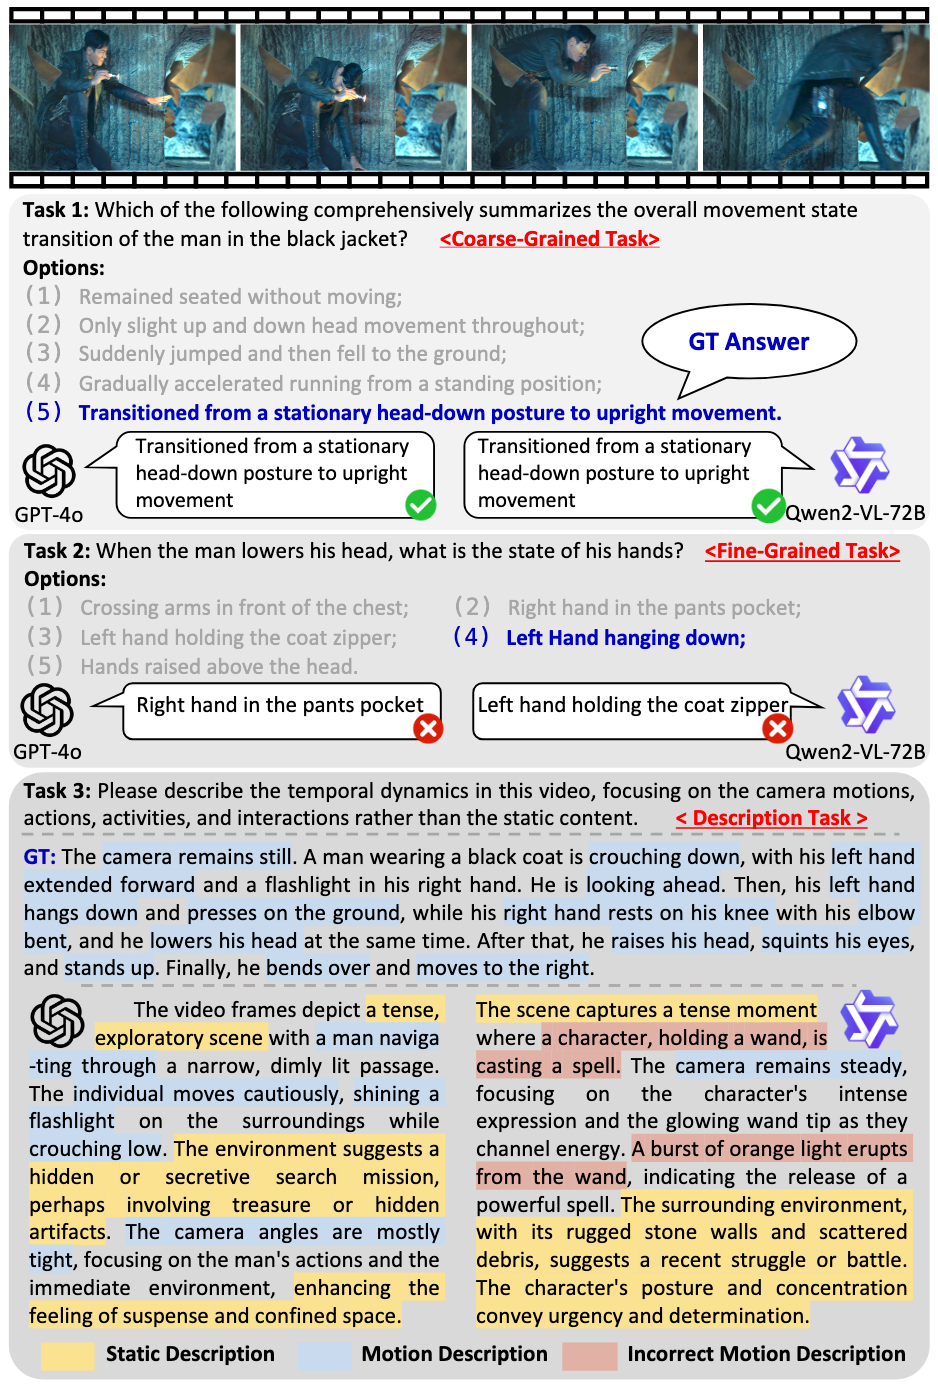 Task 1: Which of the following comprehensively summarizes the overall movement state
transition of the man in the black jacket? <Coarse-Grained Task>
Options:
(1) Remained seated without moving;
(2) Only slight up and down head movement throughout;
(3) Suddenly jumped and then fell to the ground;
(4) Gradually accelerated running from a standing position;
(5) Transitioned from a stationary head-down posture to upright movement.
GT Answer
Transitioned from a stationary
head-down posture to upright
movement
GPT-4o
Transitioned from a stationary
head-down posture to upright
movement
Qwen2-VL-72B
Task 2: When the man lowers his head, what is the state of his hands? <Fine-Grained Task>
Options:
(1) Crossing arms in front of the chest; (2) Right hand in the pants pocket;
(3) Left hand holding the coat zipper; (4) Left Hand hanging down;
(5) Hands raised above the head.
Right hand in the pants pocket
GPT-4o
Left hand holding the coat zipper
Qwen2-VL-72B
Task 3: Please describe the temporal dynamics in this video, focusing on the camera motions,
actions, activities, and interactions rather than the static content. < Description Task >
GT: The camera remains still. A man wearing a black coat is crouching down, with his left hand
extended forward and a flashlight in his right hand. He is looking ahead. Then, his left hand
hangs down and presses on the ground, while his right hand rests on his knee with his elbow
bent, and he lowers his head at the same time. After that, he raises his head, squints his eyes,
and stands up. Finally, he bends over and moves to the right.
The video frames depict a tense,
exploratory scene with a man naviga
-ting through a narrow, dimly lit passage.
The individual moves cautiously, shining a
flashlight on the surroundings while
crouching low. The environment suggests a
hidden or secretive search mission,
perhaps involving treasure or hidden
artifacts. The camera angles are mostly
tight, focusing on the man's actions and the
immediate environment, enhancing the
feeling of suspense and confined space.
The scene captures a tense moment
where a character, holding a wand, is
casting a spell. The camera remains steady,
focusing on the character's intense
expression and the glowing wand tip as they
channel energy. A burst of orange light erupts
from the wand, indicating the release of a
powerful spell. The surrounding environment,
with its rugged stone walls and scattered
debris, suggests a recent struggle or battle.
The character's posture and concentration
convey urgency and determination.
Static Description
Motion Description
Incorrect Motion Description